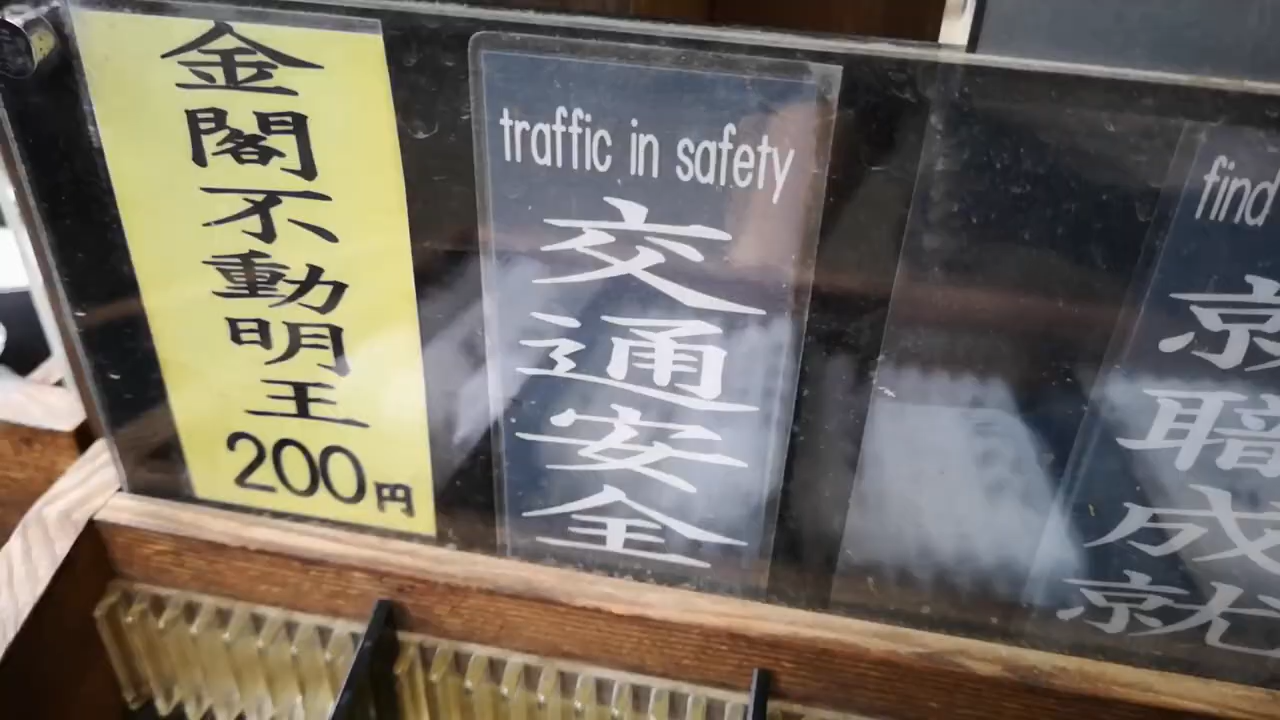 金閣不動明王
200円
traffic in safety
交通安全
find
就職成就